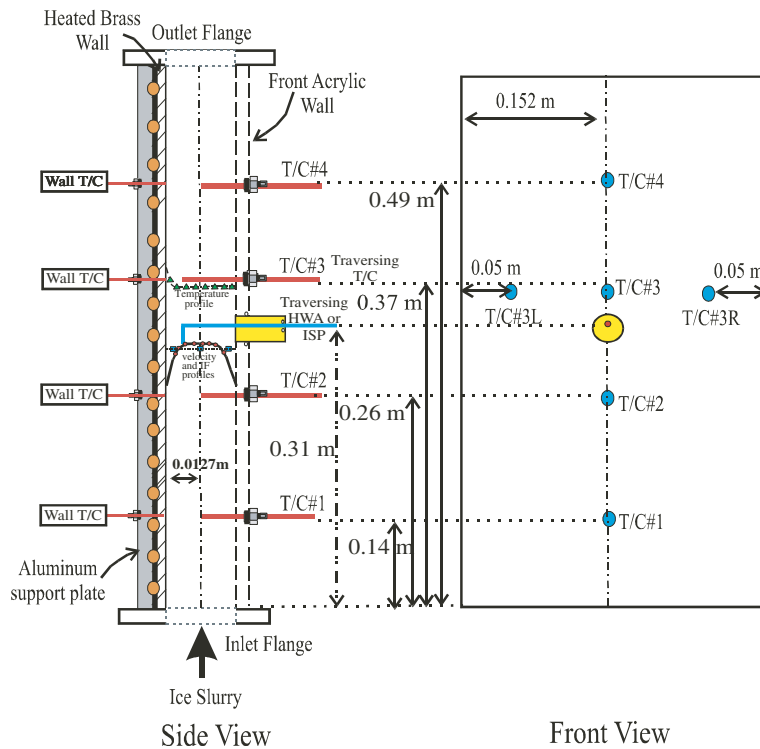 Heated Brass
Wall
Outlet Flange
Front Acrylic
Wall
0.152 m
Wall T/C
T/C#4
0.49 m
T/C#4
Wall T/C
T/C#3
Traversing
T/C
0.05 m
0.05 m
T/C#3
T/C#3L
T/C#3R
0.37 m
Temperature
profile
Traversing
HWA or
ISP
velocity
and IF
profiles
Wall T/C
T/C#2
0.26 m
T/C#2
0.31 m
0.0127m
Wall T/C
T/C#1
T/C#1
0.14 m
Aluminum
support plate
Inlet Flange
Ice Slurry
Side View
Front View